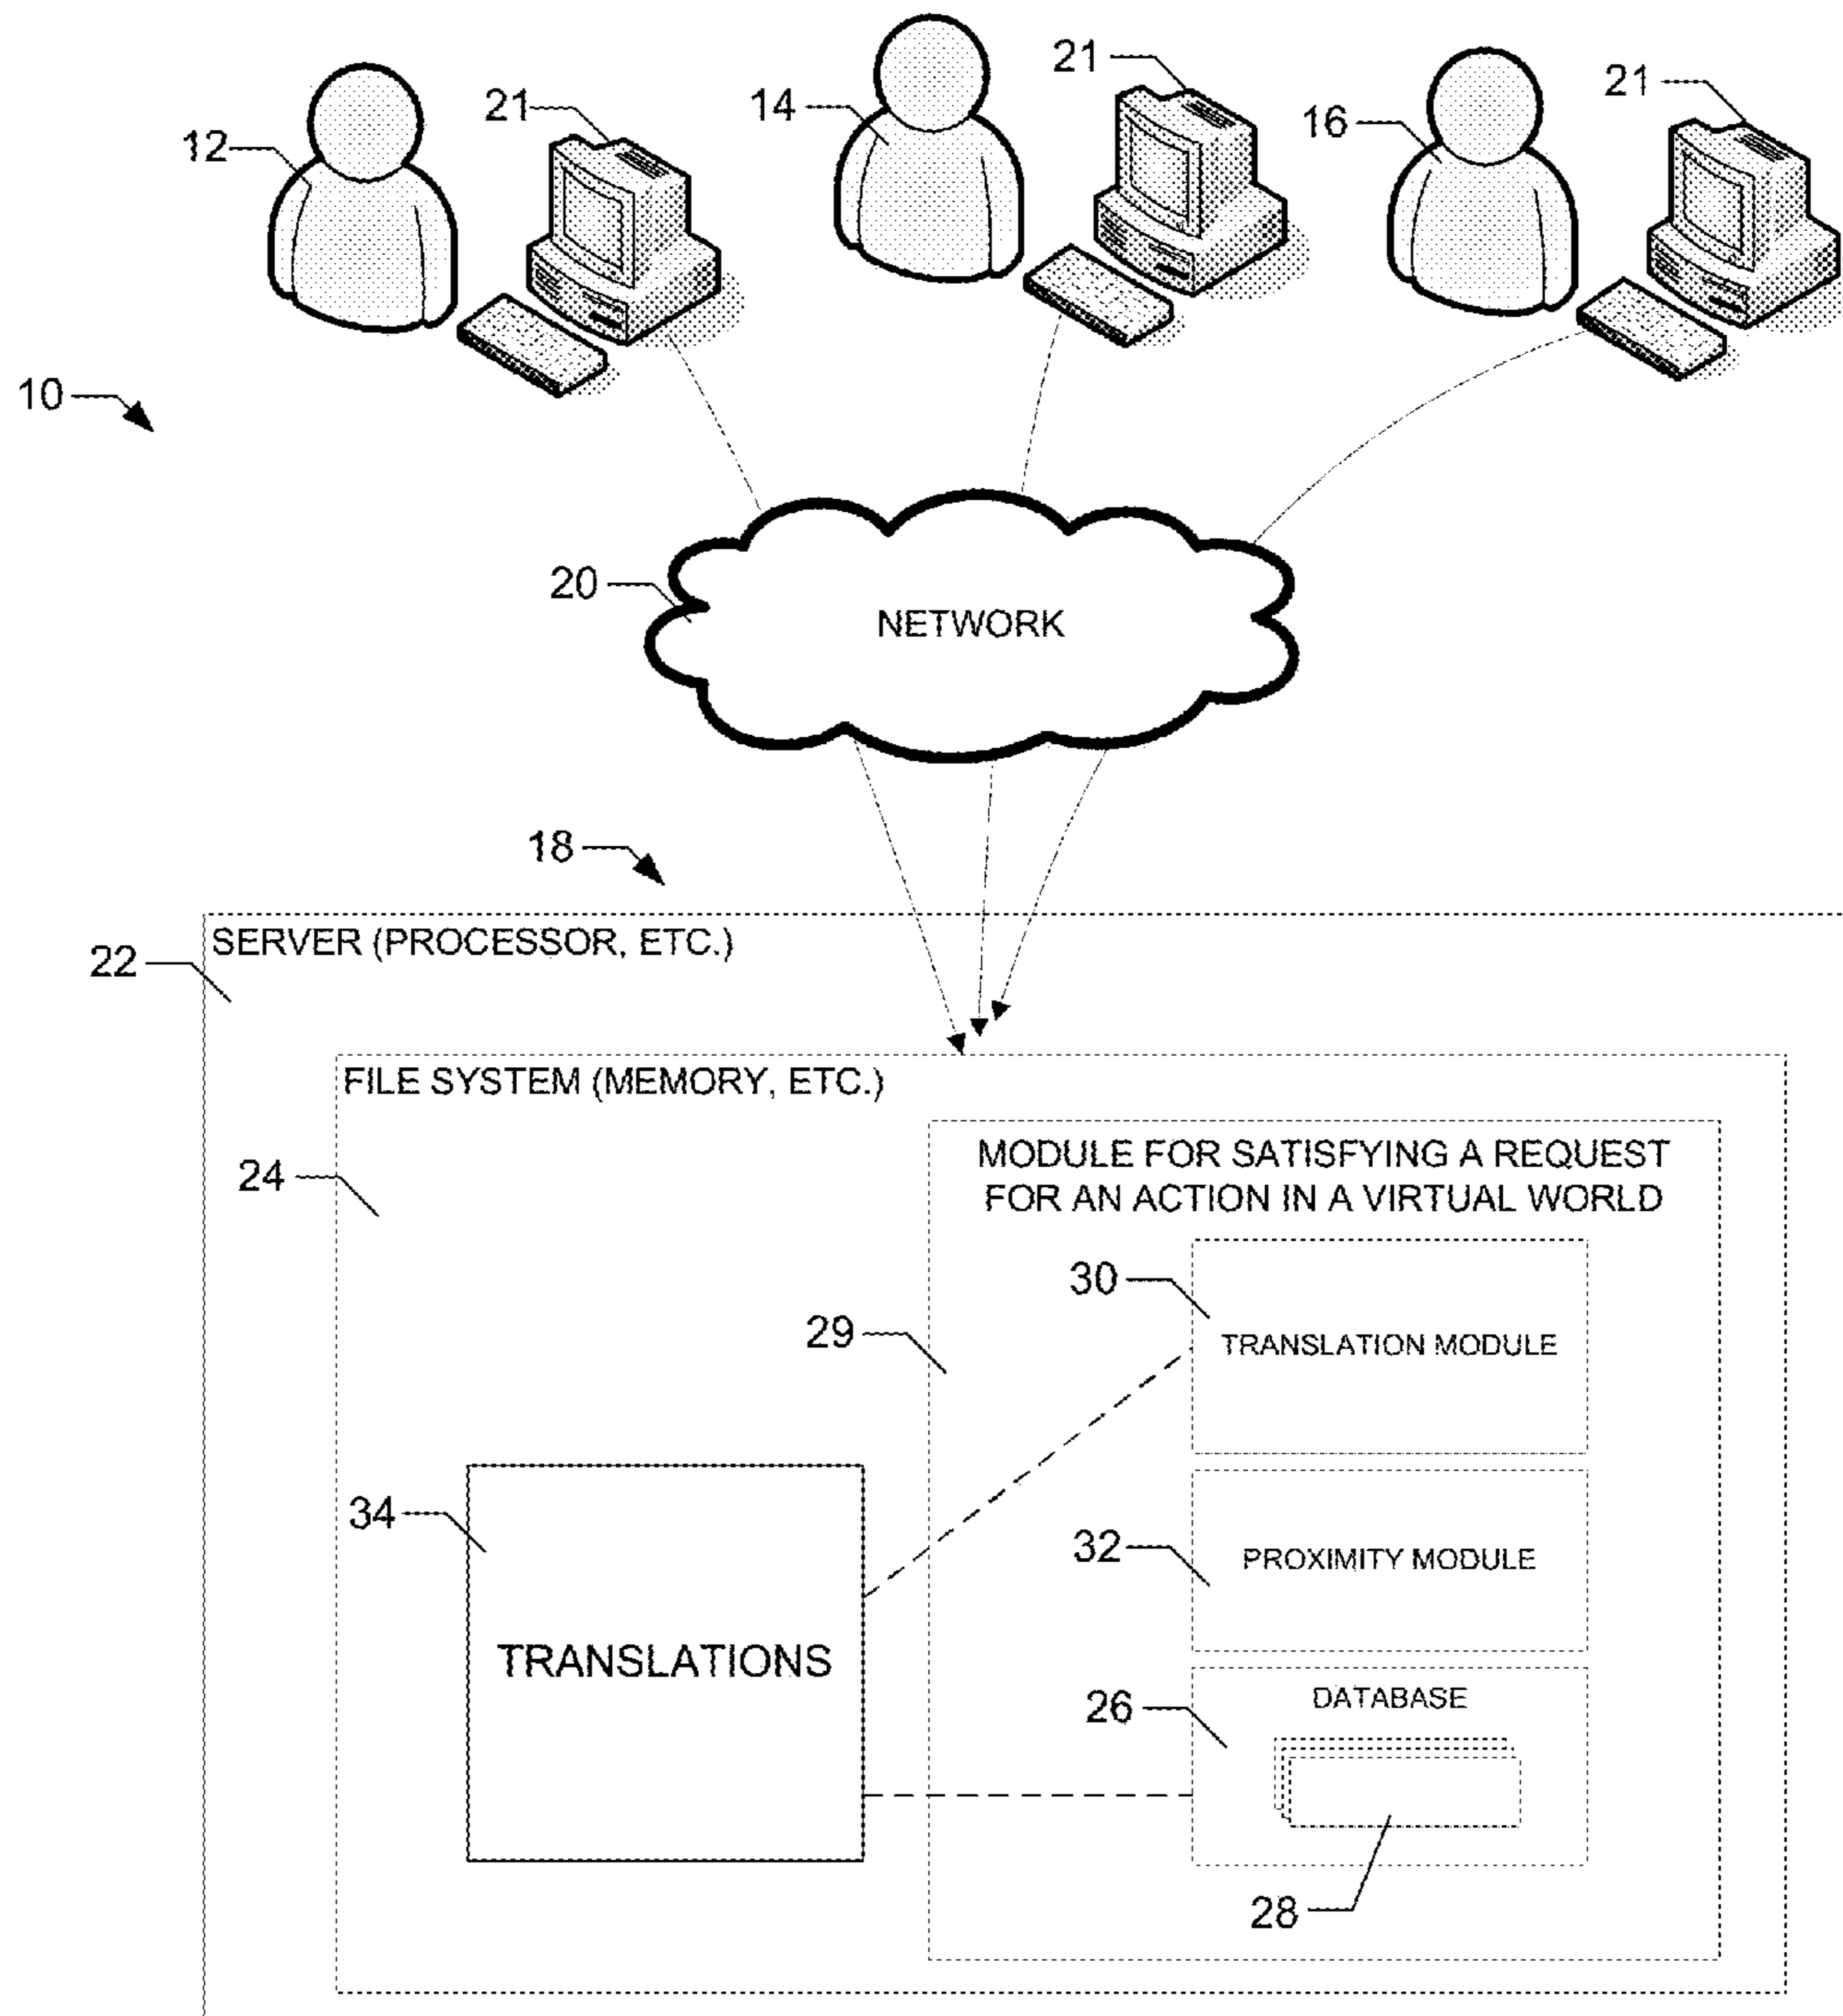 21
14
21
16
12
21
10
20
NETWORK
18
22
SERVER (PROCESSOR, ETC.)
FILE SYSTEM (MEMORY, ETC.)
24
MODULE FOR SATISFYING A REQUEST
FOR AN ACTION IN A VIRTUAL WORLD
30
29
TRANSLATION MODULE
34
32
PROXIMITY MODULE
TRANSLATIONS
26
DATABASE
28